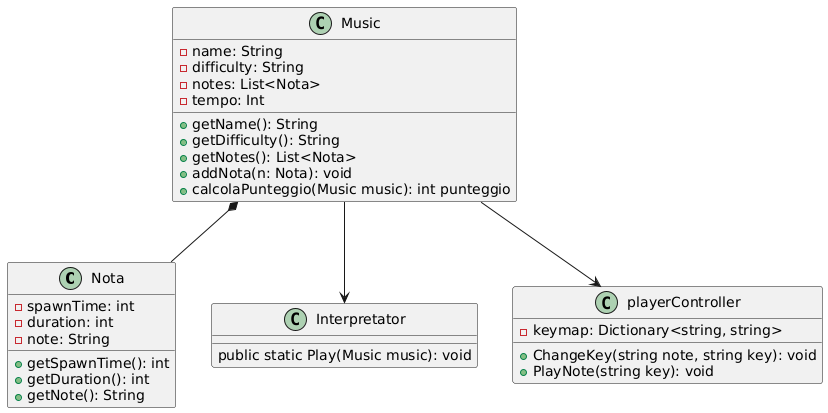 C Music
name: String
difficulty: String
notes: List<Nota>
tempo: Int
getName(): String
getDifficulty(): String
getNotes(): List<Nota>
addNota(n: Nota): void
calcolaPunteggio(Music music): int punteggio
C Nota
spawnTime: int
duration: int
note: String
getSpawnTime(): int
getDuration(): int
getNote(): String
C Interpretator
public static Play(Music music): void
C playerController
keymap: Dictionary<string, string>
ChangeKey(string note, string key): void
PlayNote(string key): void